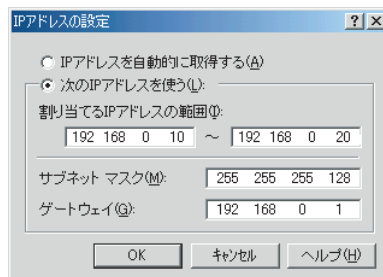 IPアドレスの設定
IPアドレスを自動的に取得する(A)
次のIPアドレスを使う(L):
割り当てるIPアドレスの範囲(I):
192 168 0 10 ～ 192 168 0 20
サブネット マスク(M): 255 255 255 128
ゲートウェイ(G): 192 168 0 1
OK キャンセル ヘルプ(H)